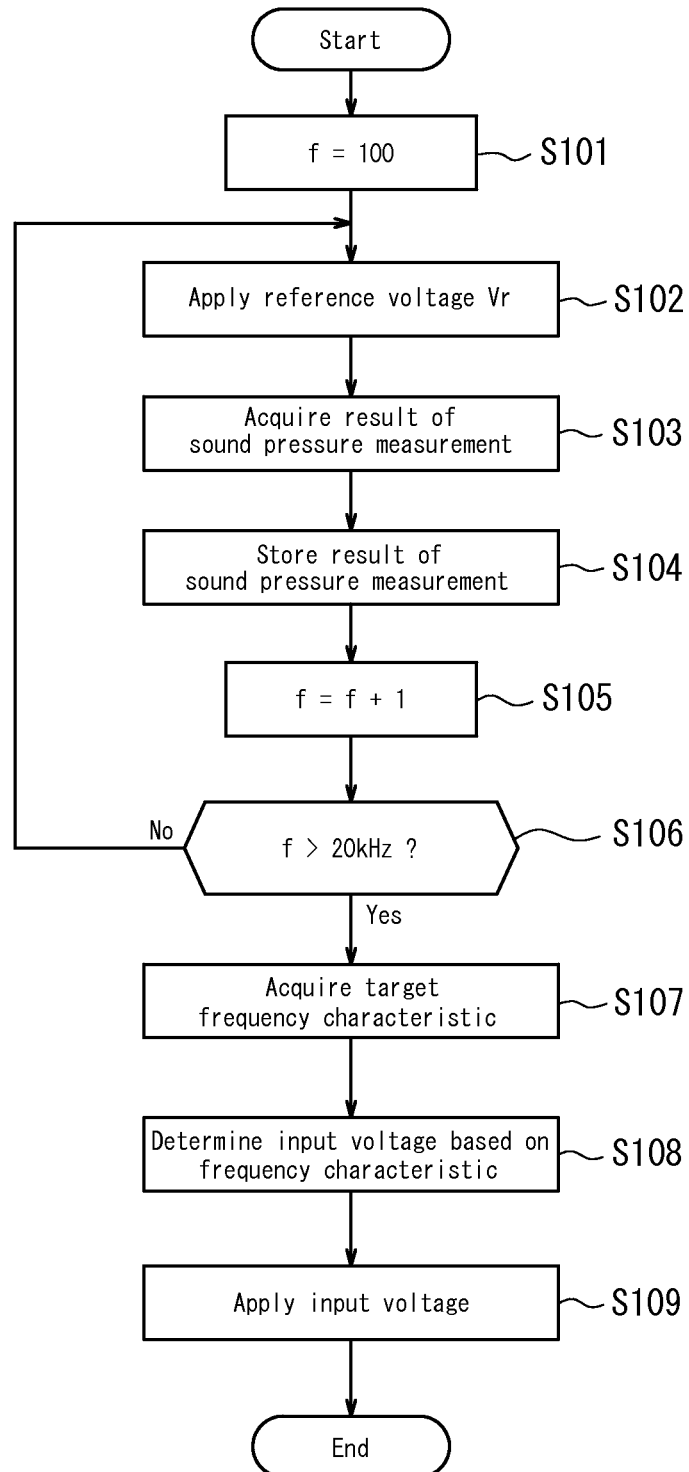 Start
f = 100
S101
Apply reference voltage Vr
S102
Acquire result of
sound pressure measurement
S103
Store result of
sound pressure measurement
S104
f = f + 1
S105
No
f > 20kHz ?
S106
Yes
Acquire target
frequency characteristic
S107
Determine input voltage based on
frequency characteristic
S108
Apply input voltage
S109
End